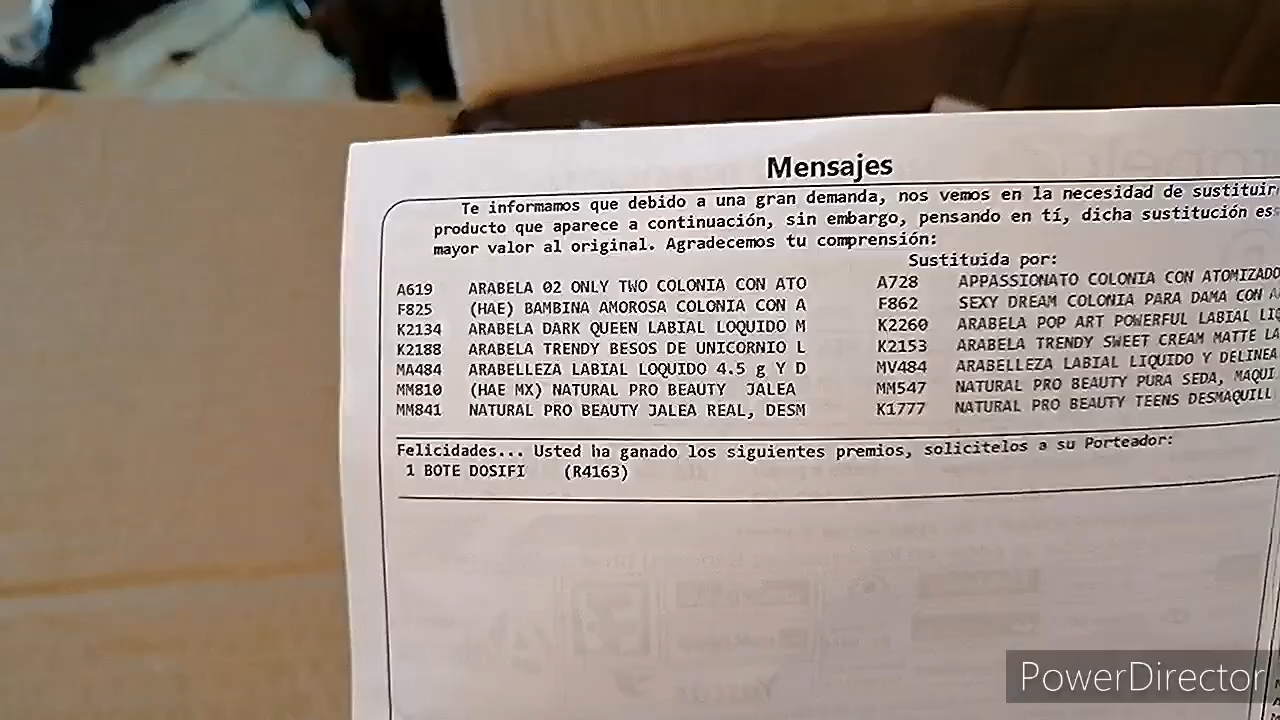 Mensajes
Te informamos que debido a una gran demanda, nos vemos en la necesidad de sustituir
producto que aparece a continuación, sin embargo, pensando en tí, dicha sustitución es
mayor valor al original. Agradecemos tu comprensión:
Sustituida por:
A619 ARABELA 02 ONLY TWO COLONIA CON ATO A728 APPASSIONATO COLONIA CON ATOMIZADO
F825 (HAE) BAMBINA AMOROSA COLONIA CON A F862 SEXY DREAM COLONIA PARA DAMA CON A
K2134 ARABELA DARK QUEEN LABIAL LOQUIDO M K2260 ARABELA POP ART POWERFUL LABIAL LIQ
K2188 ARABELA TRENDY BESOS DE UNICORNIO L K2153 ARABELA TRENDY SWEET CREAM MATTE LA
MA484 ARABELLEZA LABIAL LOQUIDO 4.5 g Y D MV484 ARABELLEZA LABIAL LIQUIDO Y DELINEA
MM810 (HAE MX) NATURAL PRO BEAUTY JALEA MM547 NATURAL PRO BEAUTY PURA SEDA, MAQUI
MM841 NATURAL PRO BEAUTY JALEA REAL, DESM K1777 NATURAL PRO BEAUTY TEENS DESMAQUILL
Felicidades... Usted ha ganado los siguientes premios, solicitelos a su Porteador:
1 BOTE DOSIFI (R4163)
PowerDirector